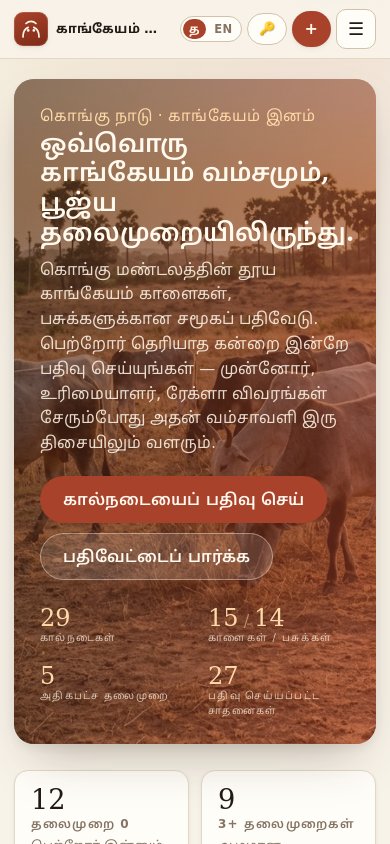 காங்கேயம் ...
த EN
+
கொங்கு நாடு · காங்கேயம் இனம்
ஒவ்வொரு
காங்கேயம் வம்சமும்,
பூஜ்ய
தலைமுறையிலிருந்து.
கொங்கு மண்டலத்தின் தூய
காங்கேயம் காளைகள்,
பசுக்களுக்கான சமூகப் பதிவேடு.
பெற்றோர் தெரியாத கன்றை இன்றே
பதிவு செய்யுங்கள் — முன்னோர்,
உரிமையாளர், ரேக்ளா விவரங்கள்
சேரும்போது அதன் வம்சாவளி இரு
திசையிலும் வளரும்.
கால்நடையைப் பதிவு செய்
பதிவேட்டைப் பார்க்க
29
கால்நடைகள்
15 / 14
காளைகள் / பசுக்கள்
5
அதிகபட்ச தலைமுறை
27
பதிவு செய்யப்பட்ட
சாதனைகள்
12
தலைமுறை 0
9
3+ தலைமுறைகள்